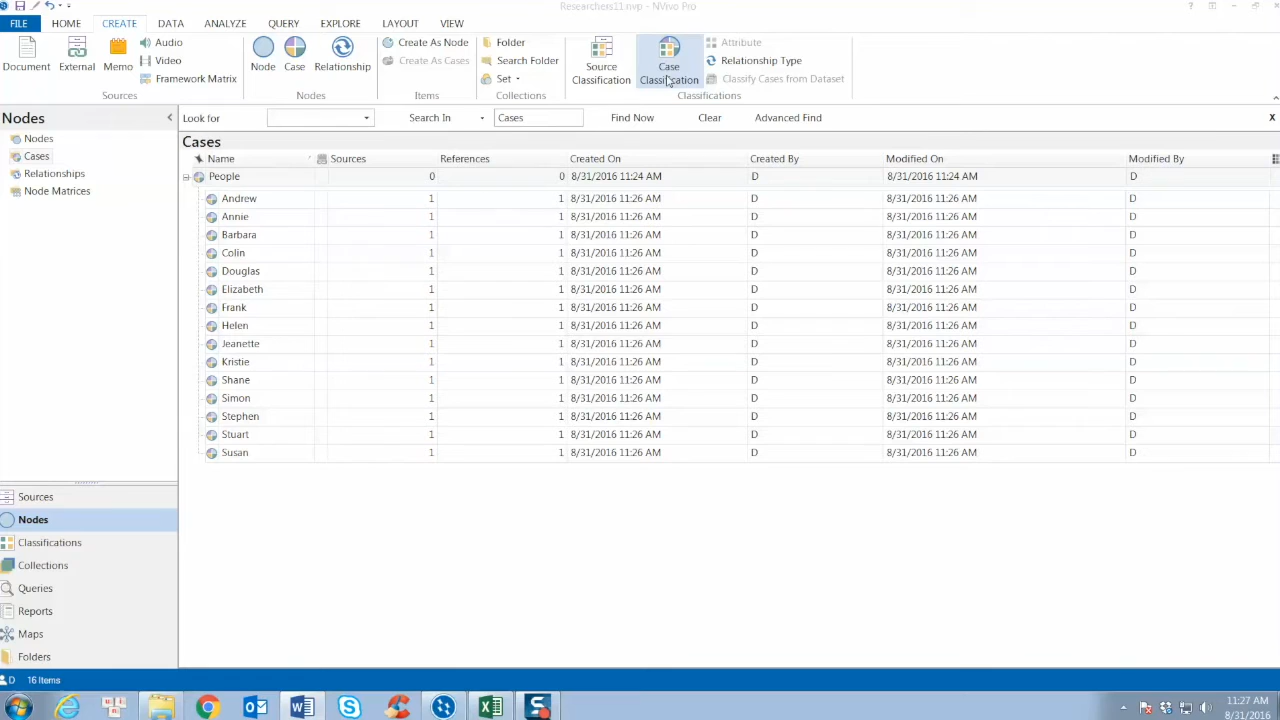 Researchers11.nvp - NVivo Pro
FILE HOME CREATE DATA ANALYZE QUERY EXPLORE LAYOUT VIEW
Document External Memo Audio Video Framework Matrix
Sources
Node Case Relationship
Nodes
Create As Node
Create As Cases
Items
Folder
Search Folder
Set
Collections
Source Classification
Case Classification
Attribute
Relationship Type
Classify Cases from Dataset
Classifications
Nodes
Nodes
Cases
Relationships
Node Matrices
Sources
Nodes
Classifications
Collections
Queries
Reports
Maps
Folders
Look for Search In Cases Find Now Clear Advanced Find X
Cases
Name Sources References Created On Created By Modified On Modified By
People 0 0 8/31/2016 11:24 AM D 8/31/2016 11:24 AM D
Andrew 1 1 8/31/2016 11:26 AM D 8/31/2016 11:26 AM D
Annie 1 1 8/31/2016 11:26 AM D 8/31/2016 11:26 AM D
Barbara 1 1 8/31/2016 11:26 AM D 8/31/2016 11:26 AM D
Colin 1 1 8/31/2016 11:26 AM D 8/31/2016 11:26 AM D
Douglas 1 1 8/31/2016 11:26 AM D 8/31/2016 11:26 AM D
Elizabeth 1 1 8/31/2016 11:26 AM D 8/31/2016 11:26 AM D
Frank 1 1 8/31/2016 11:26 AM D 8/31/2016 11:26 AM D
Helen 1 1 8/31/2016 11:26 AM D 8/31/2016 11:26 AM D
Jeanette 1 1 8/31/2016 11:26 AM D 8/31/2016 11:26 AM D
Kristie 1 1 8/31/2016 11:26 AM D 8/31/2016 11:26 AM D
Shane 1 1 8/31/2016 11:26 AM D 8/31/2016 11:26 AM D
Simon 1 1 8/31/2016 11:26 AM D 8/31/2016 11:26 AM D
Stephen 1 1 8/31/2016 11:26 AM D 8/31/2016 11:26 AM D
Stuart 1 1 8/31/2016 11:26 AM D 8/31/2016 11:26 AM D
Susan 1 1 8/31/2016 11:26 AM D 8/31/2016 11:26 AM D
D 16 Items
11:27 AM
8/31/2016